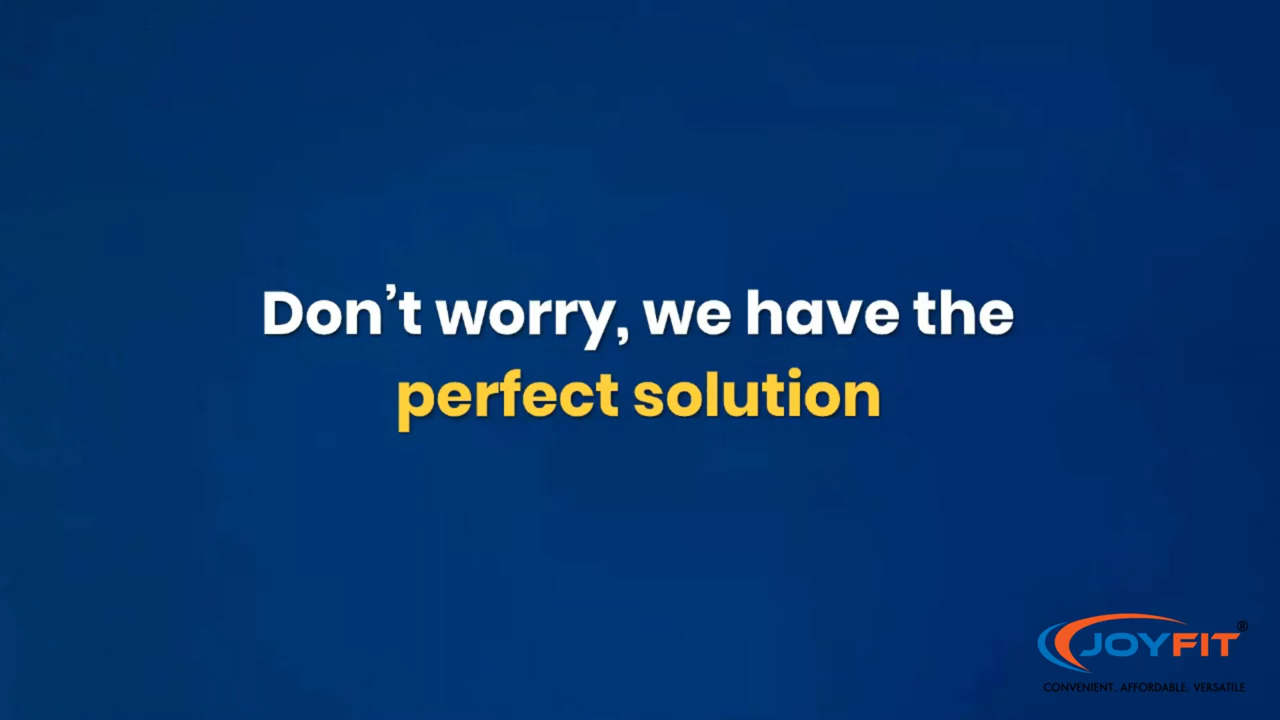 Don't worry, we have the
perfect solution
JOYFIT®
CONVENIENT. AFFORDABLE. VERSATILE